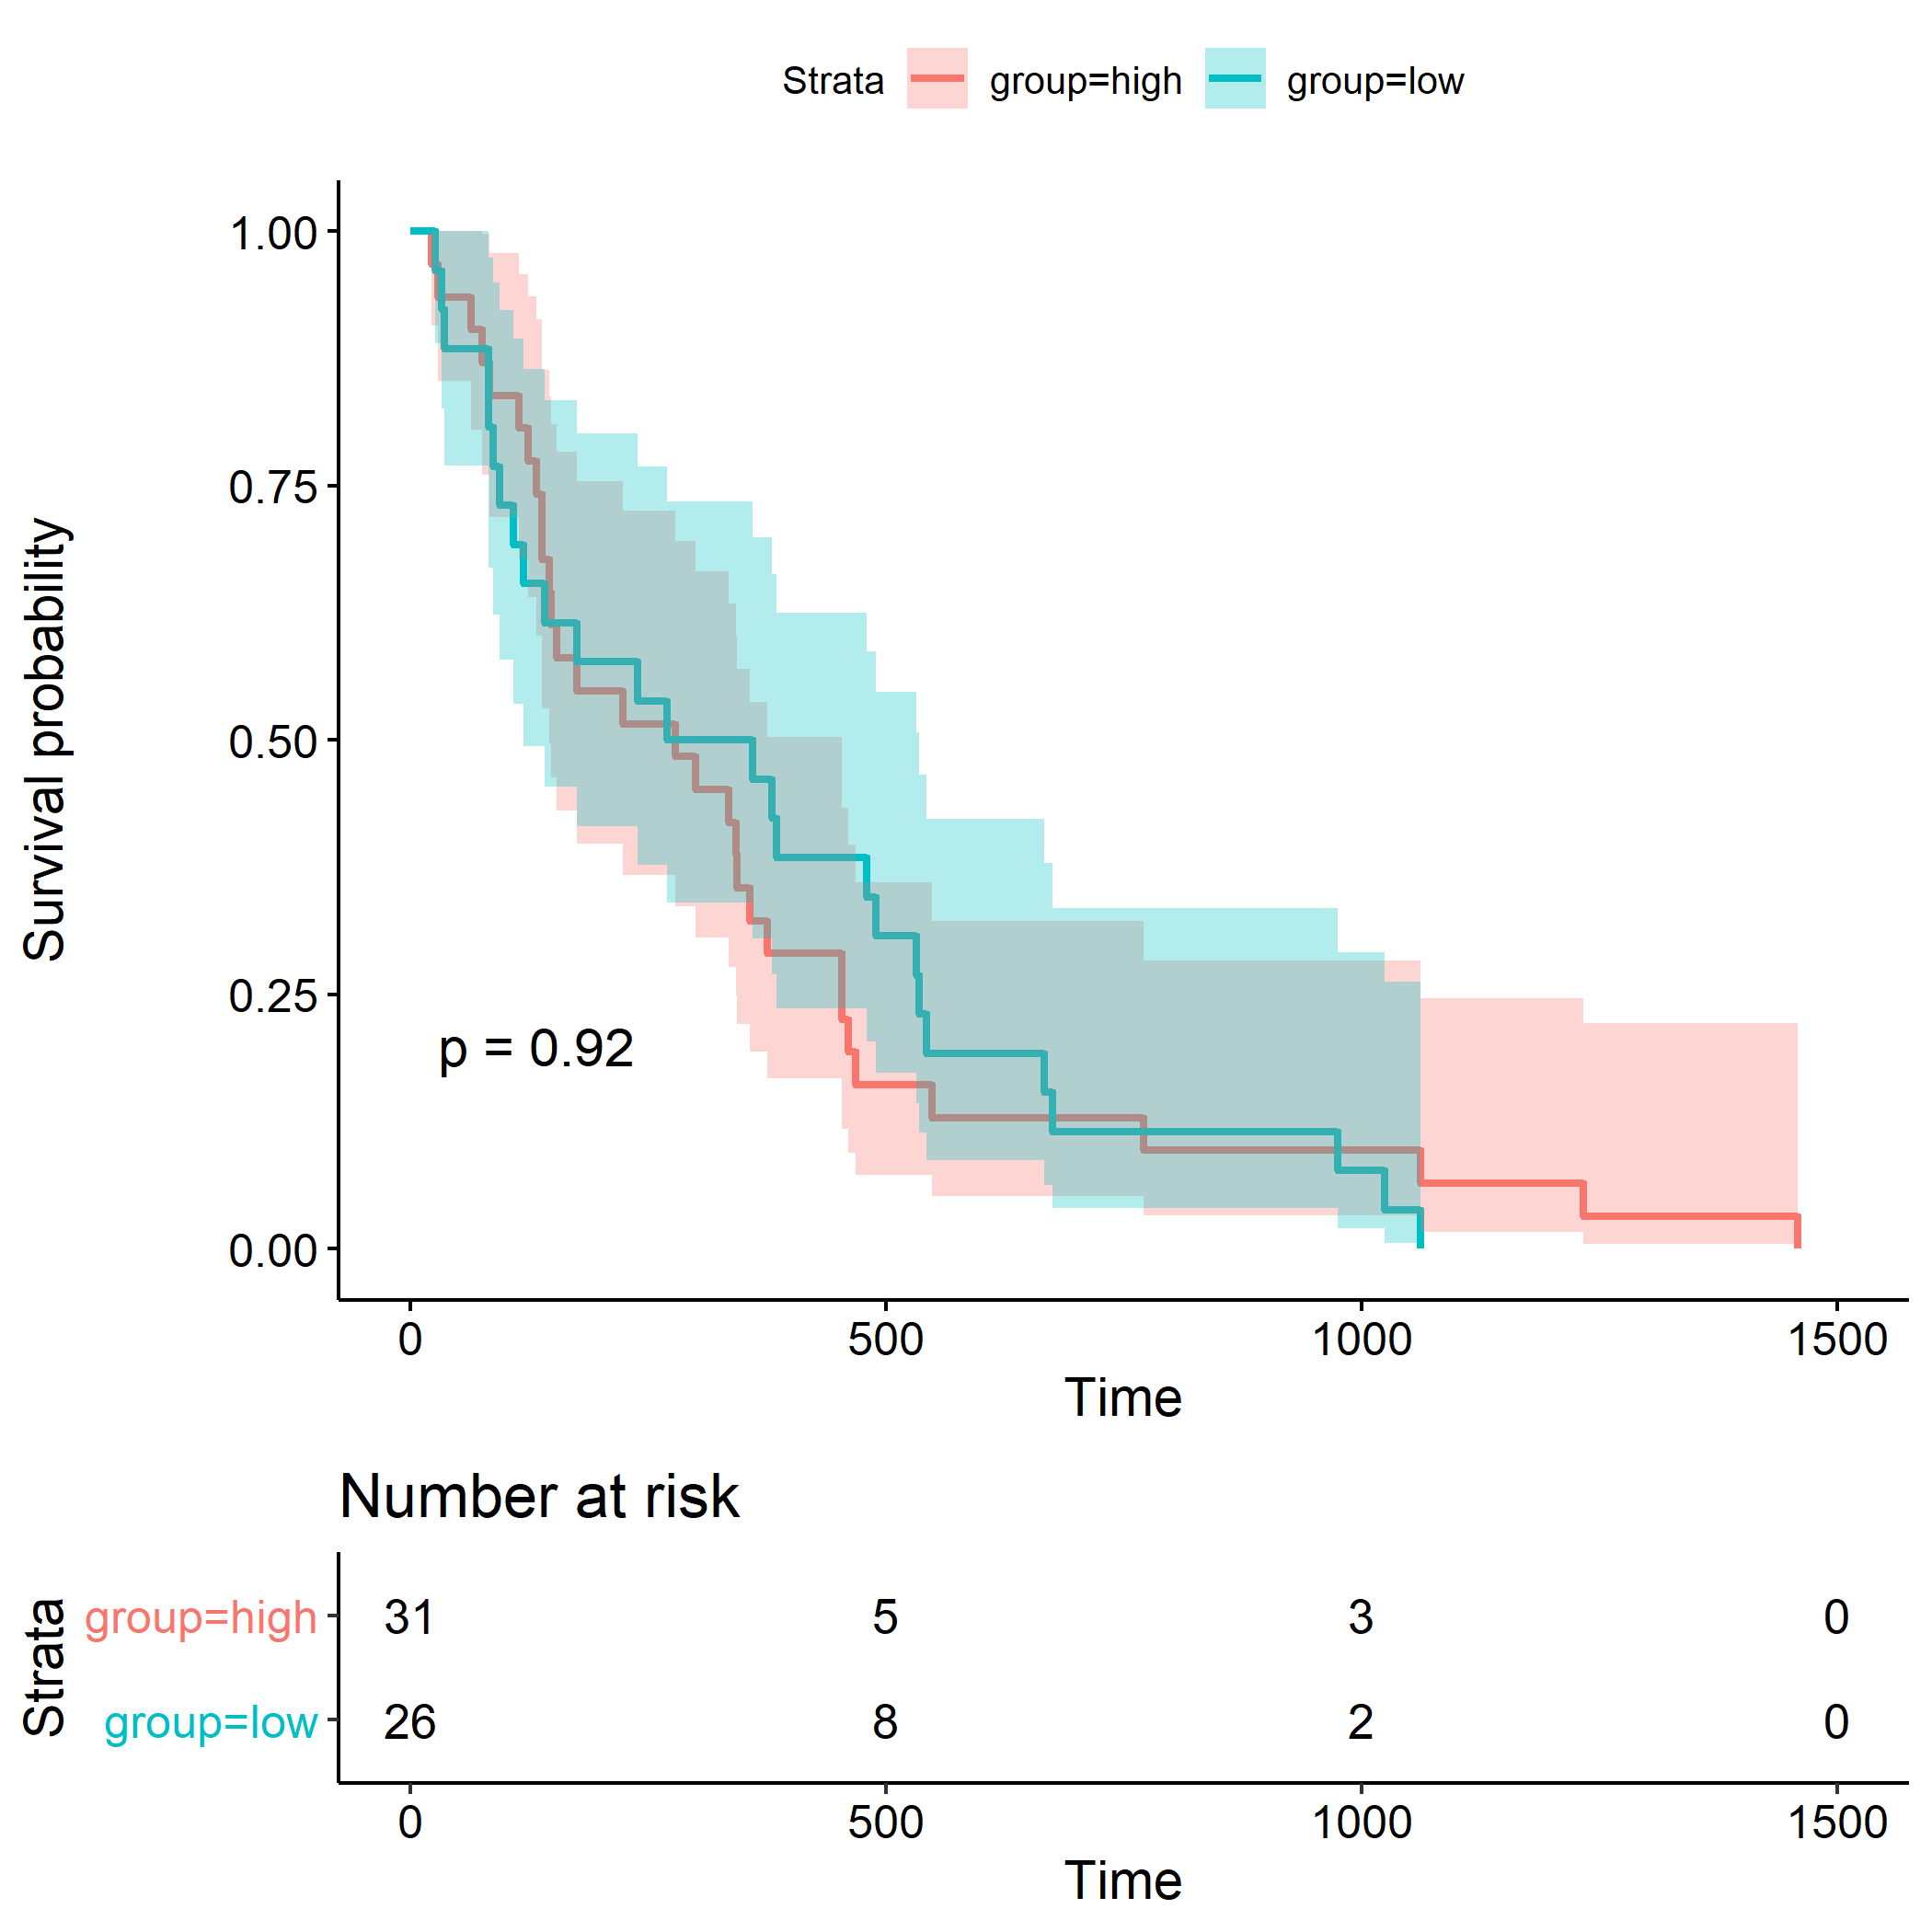 Strata group=high group=low
Survival probability
1.00
0.75
0.50
0.25
0.00
p = 0.92
0 500 1000 1500
Time
Number at risk
Strata
group=high 31 5 3 0
group=low 26 8 2 0
0 500 1000 1500
Time